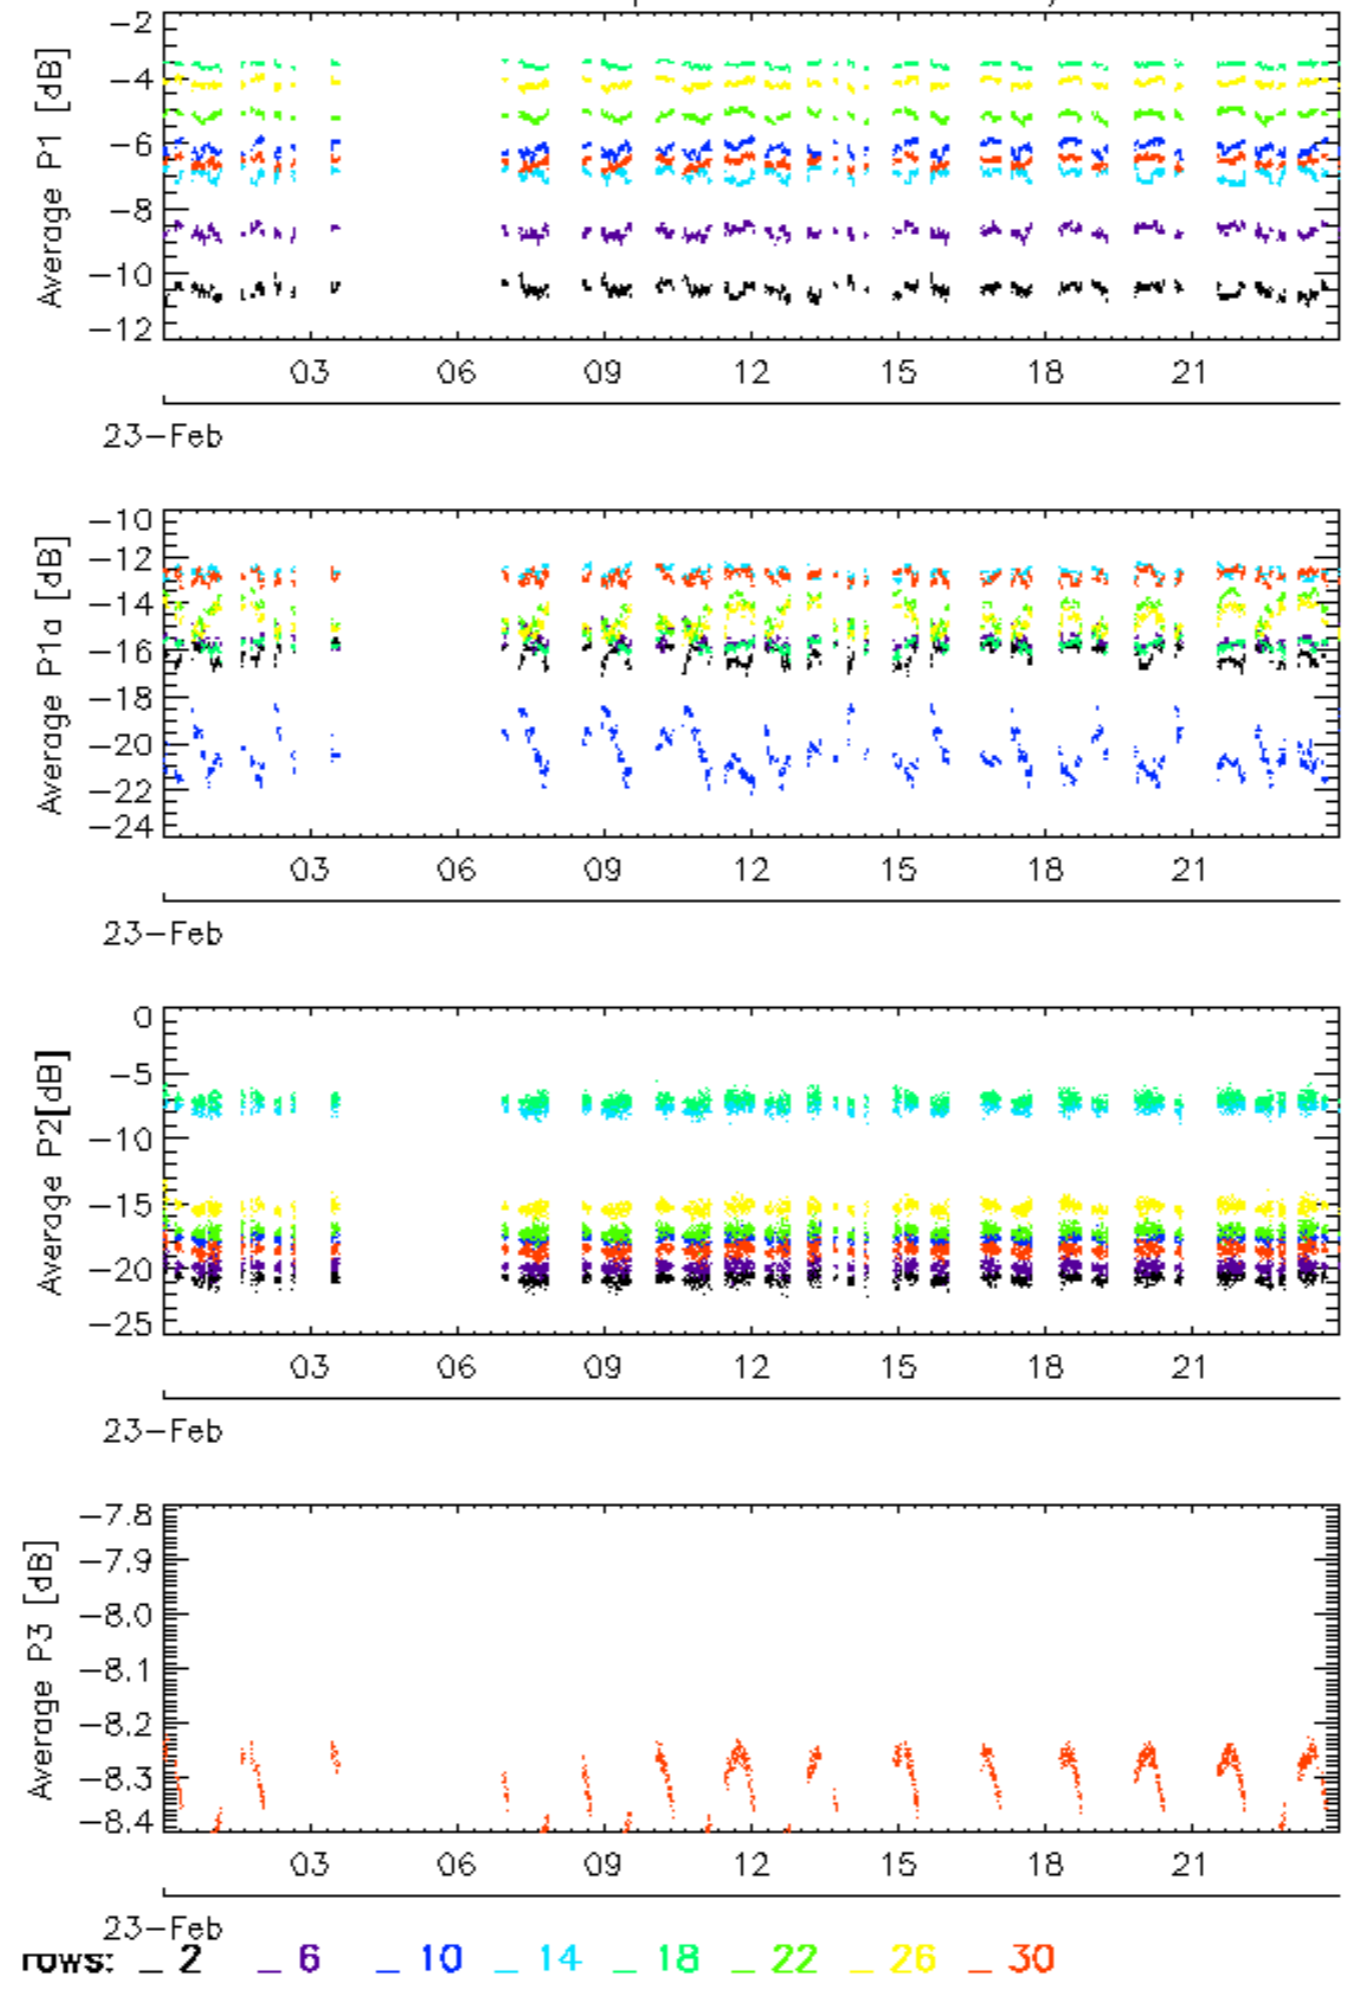 Average P1 [dB]
-2
-4
-6
-8
-10
-12
03 06 09 12 15 18 21
23-Feb
Average P1a [dB]
-10
-12
-14
-16
-18
-20
-22
-24
03 06 09 12 15 18 21
23-Feb
Average P2[dB]
0
-5
-10
-15
-20
-25
03 06 09 12 15 18 21
23-Feb
Average P3 [dB]
-7.8
-7.9
-8.0
-8.1
-8.2
-8.3
-8.4
03 06 09 12 15 18 21
23-Feb
rows: _ 2 _ 6 _ 10 _ 14 _ 18 _ 22 _ 26 _ 30